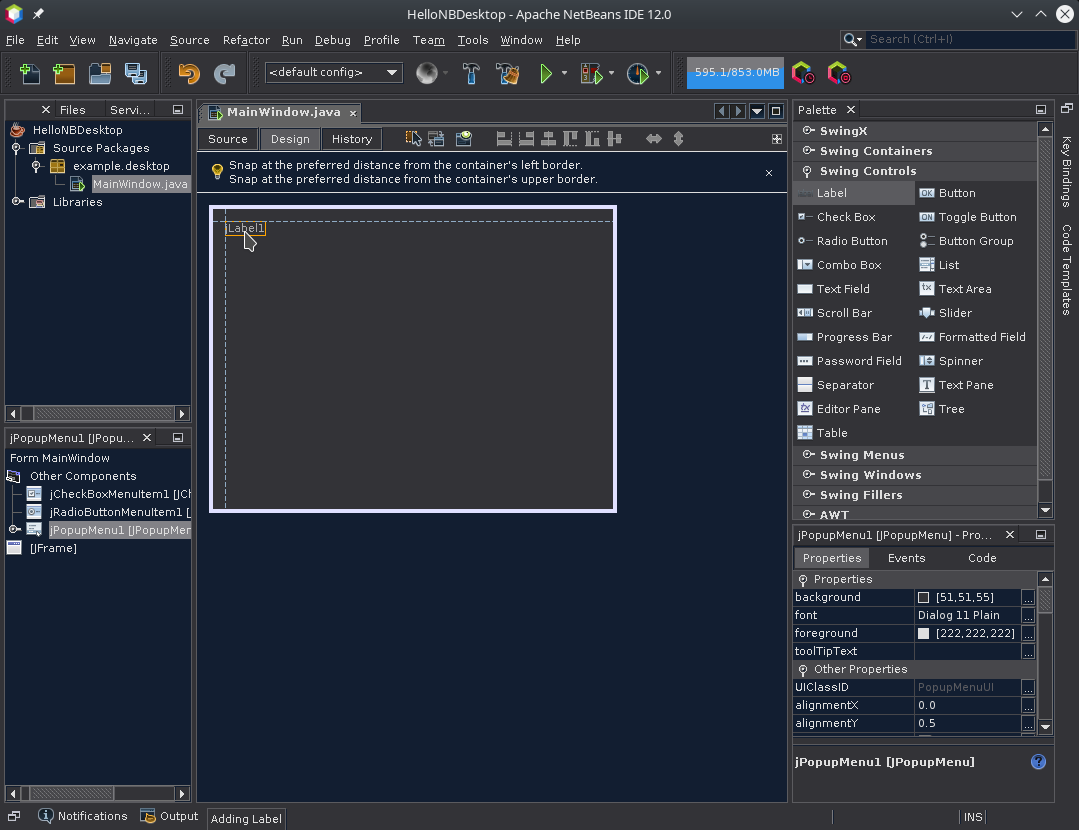 HelloNBDesktop - Apache NetBeans IDE 12.0
File Edit View Navigate Source Refactor Run Debug Profile Team Tools Window Help
Search (Ctrl+I)
<default config>
595.1/853.0MB
Files Servi...
HelloNBDesktop
Source Packages
example.desktop
MainWindow.java
Libraries
jPopupMenu1 [JPopu...
Form MainWindow
Other Components
jCheckBoxMenuItem1 [JCh
jRadioButtonMenuItem1 [
jPopupMenu1 [JPopupMen
[JFrame]
MainWindow.java
Source Design History
Snap at the preferred distance from the container's left border.
Snap at the preferred distance from the container's upper border.
jLabel1
Palette
SwingX
Swing Containers
Swing Controls
Label Button
Check Box Toggle Button
Radio Button Button Group
Combo Box List
Text Field Text Area
Scroll Bar Slider
Progress Bar Formatted Field
Password Field Spinner
Separator Text Pane
Editor Pane Tree
Table
Swing Menus
Swing Windows
Swing Fillers
AWT
Key Bindings
Code Templates
jPopupMenu1 [JPopupMenu] - Pro...
Properties Events Code
Properties
background [51,51,55] ...
font Dialog 11 Plain ...
foreground [222,222,222] ...
toolTipText ...
Other Properties
UIClassID PopupMenuUI ...
alignmentX 0.0 ...
alignmentY 0.5 ...
jPopupMenu1 [JPopupMenu]
Notifications Output Adding Label INS